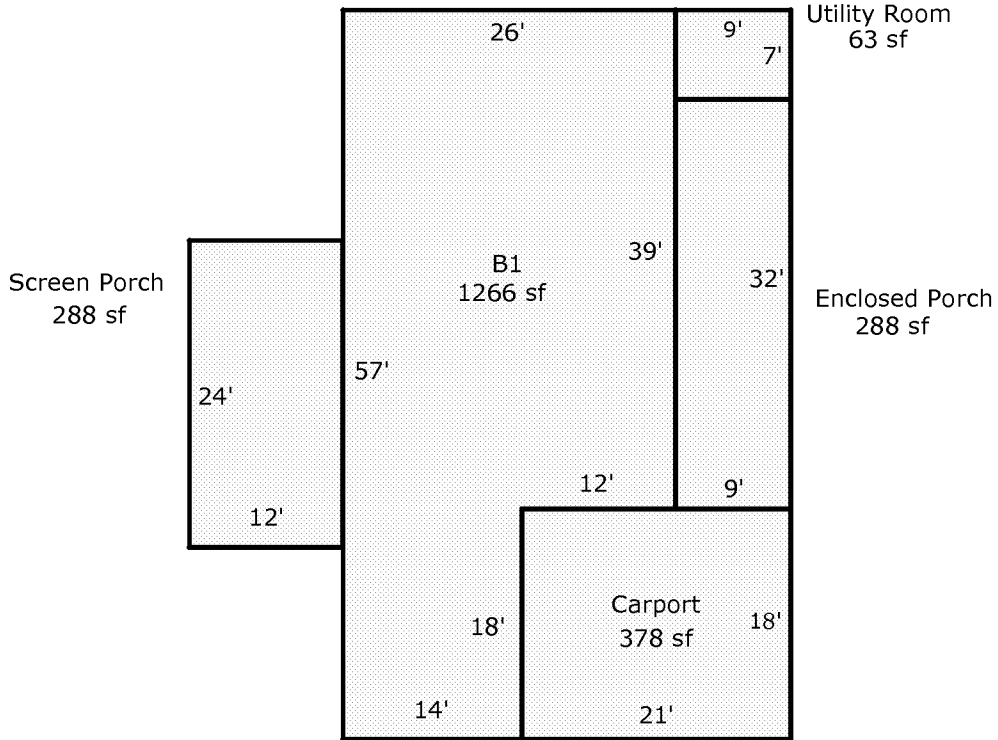 26'
9'
7'
Utility Room
63 sf
B1
1266 sf
39'
32'
Enclosed Porch
288 sf
Screen Porch
288 sf
24'
57'
12'
12'
9'
Carport
378 sf
18'
18'
14'
21'